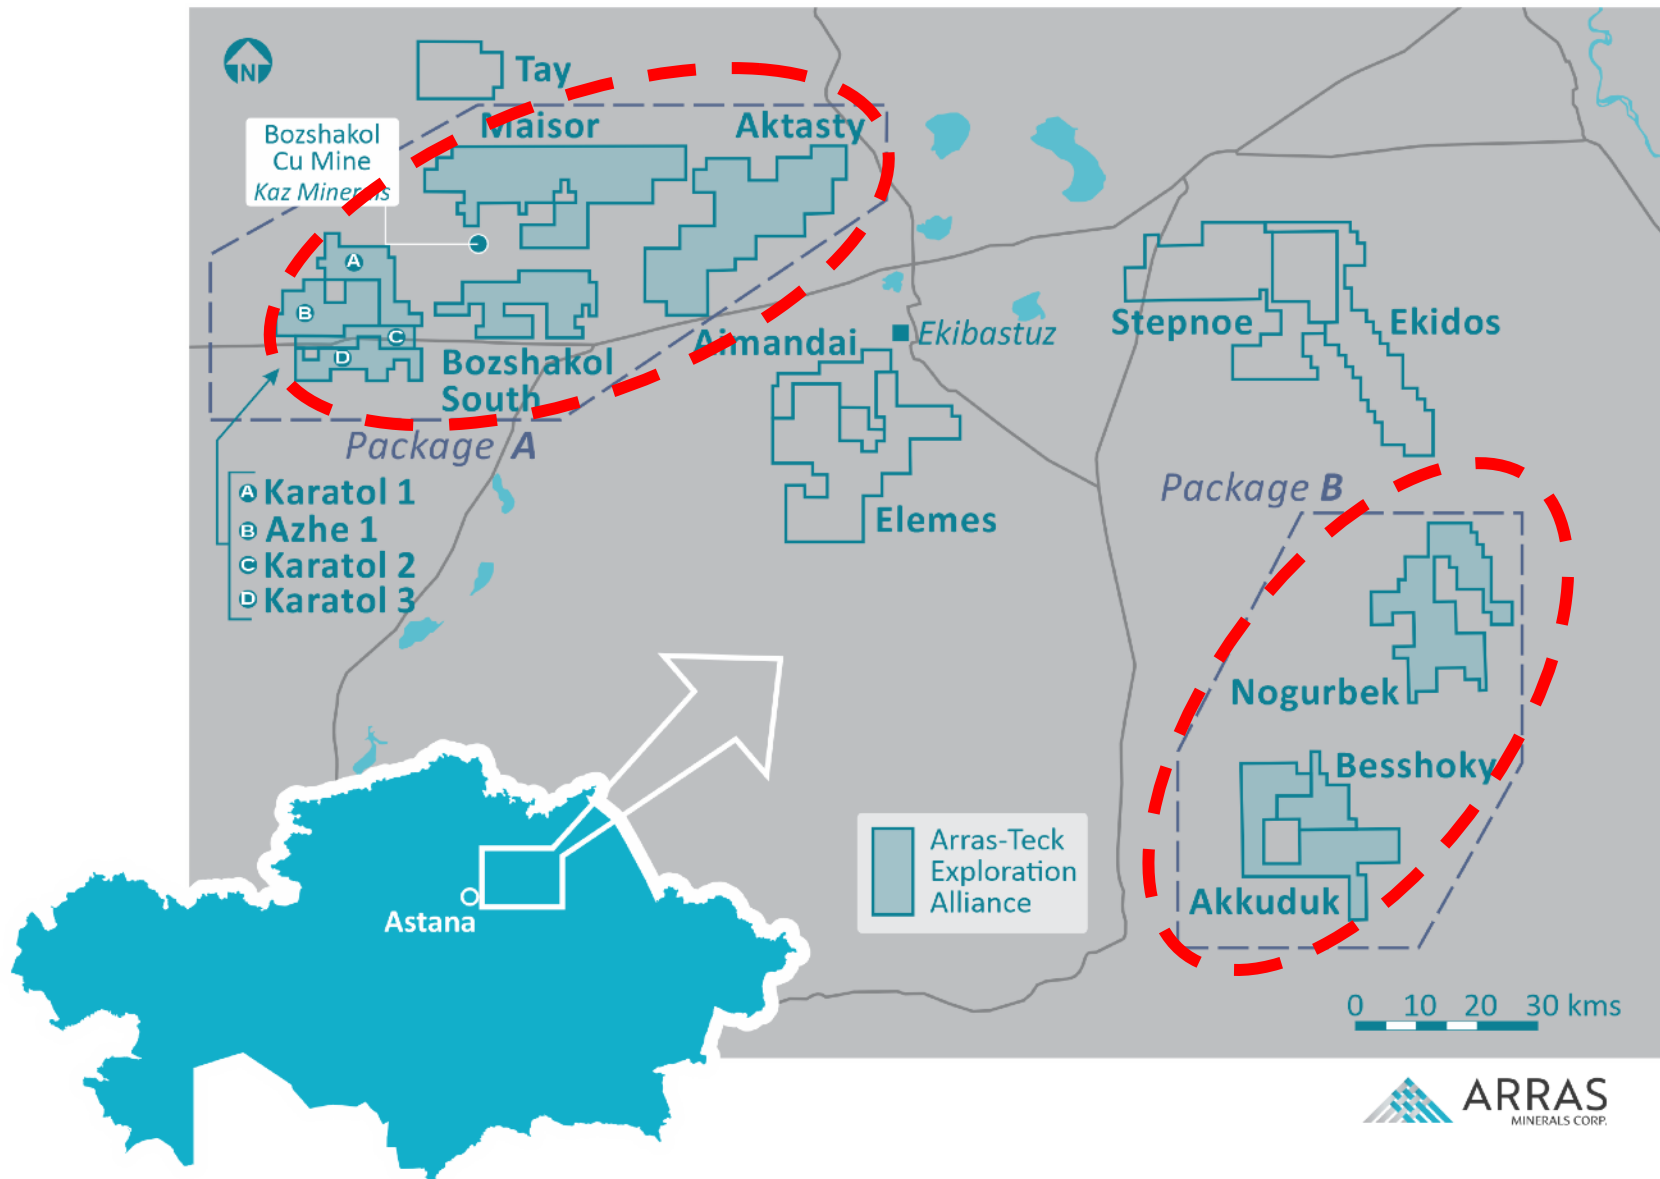 N
Tay
Maisor
Aktasty
Bozshakol
Cu Mine
Kaz Minerals
A
B
C
D
Bozshakol
South
Aimandai
Ekibastuz
Stepnoe
Ekidos
Package A
A Karatol 1
B Azhe 1
C Karatol 2
D Karatol 3
Elemes
Package B
Nogurbek
Besshoky
Akkuduk
Arras-Teck
Exploration
Alliance
Astana
0 10 20 30 kms
ARRAS
MINERALS CORP.